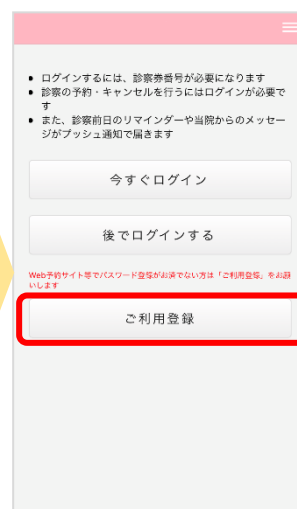 • ログインするには、診察券番号が必要になります
• 診察の予約・キャンセルを行うにはログインが必要で
す
• また、診察前日のリマインダーや当院からのメッセー
ジがプッシュ通知で届きます
今すぐログイン
後でログインする
Web予約サイト等でパスワード登録がお済でない方は「ご利用登録」をお願
いします
ご利用登録